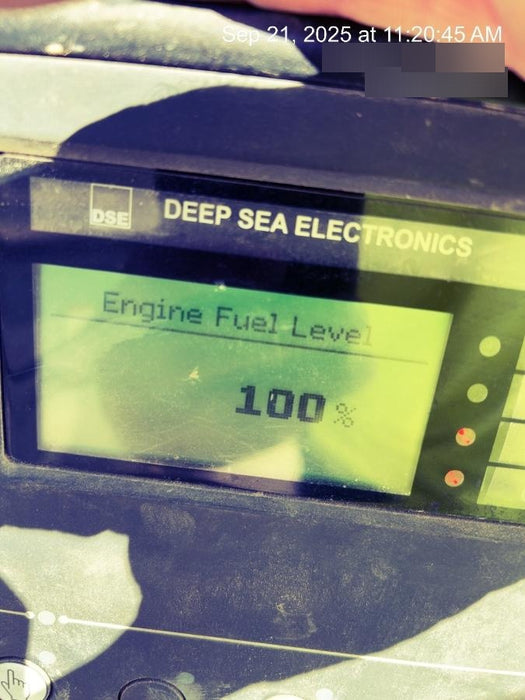 Sep 21, 2025 at 11:20:45 AM
DSE
DEEP SEA ELECTRONICS
Engine Fuel Level
100 %